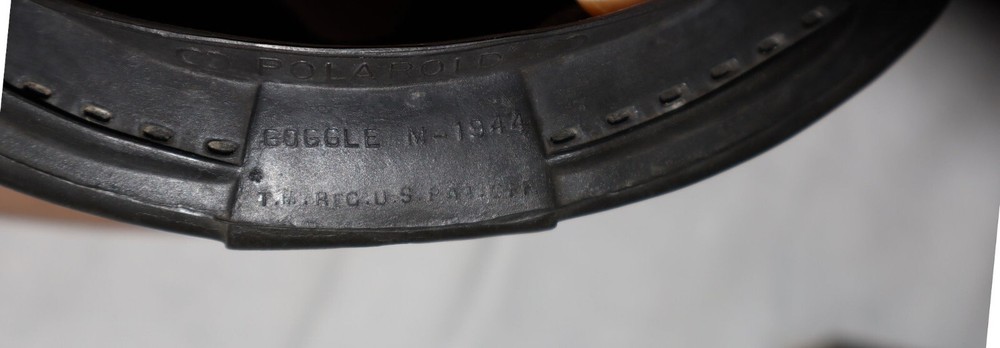 POLAROID
GOGGLE M-1944
T.M.REG.U.S.PAT.OFF